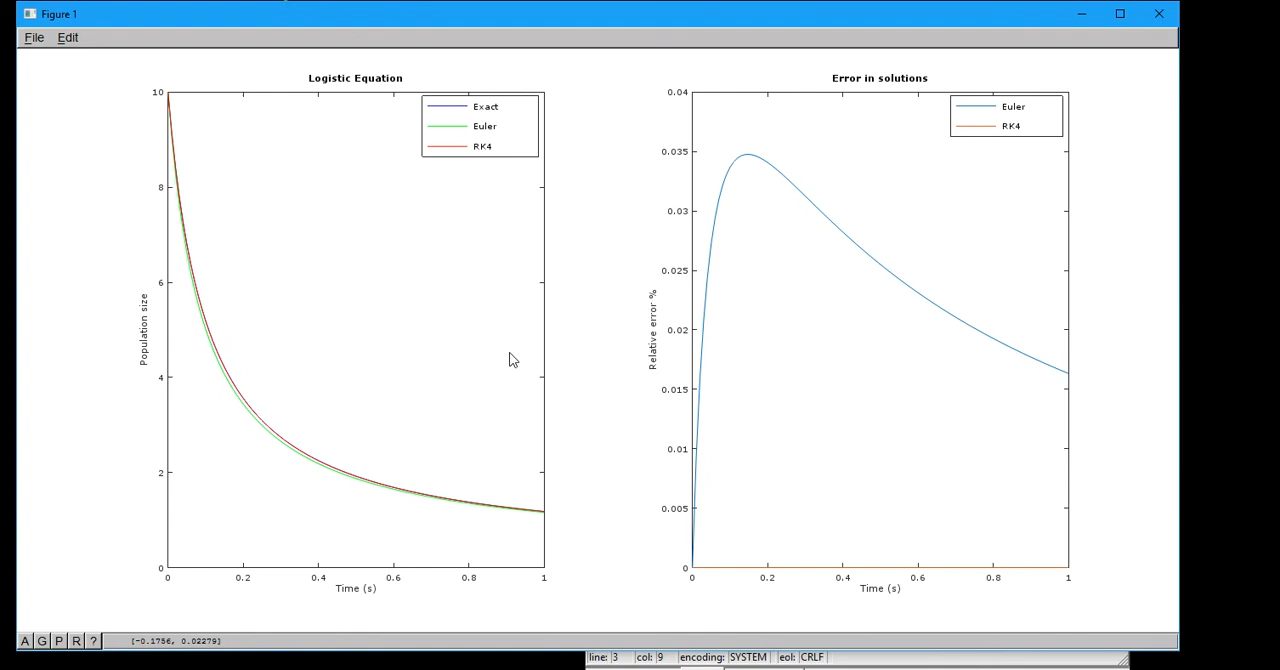 Figure 1
File Edit
Logistic Equation
Exact
Euler
RK4
10
8
6
4
2
0
Population size
0 0.2 0.4 0.6 0.8 1
Time (s)
Error in solutions
Euler
RK4
0.04
0.035
0.03
0.025
0.02
0.015
0.01
0.005
0
Relative error %
0 0.2 0.4 0.6 0.8 1
Time (s)
A G P R ? [-0.1756, 0.02279]
line: 3 col: 9 encoding: SYSTEM eol: CRLF